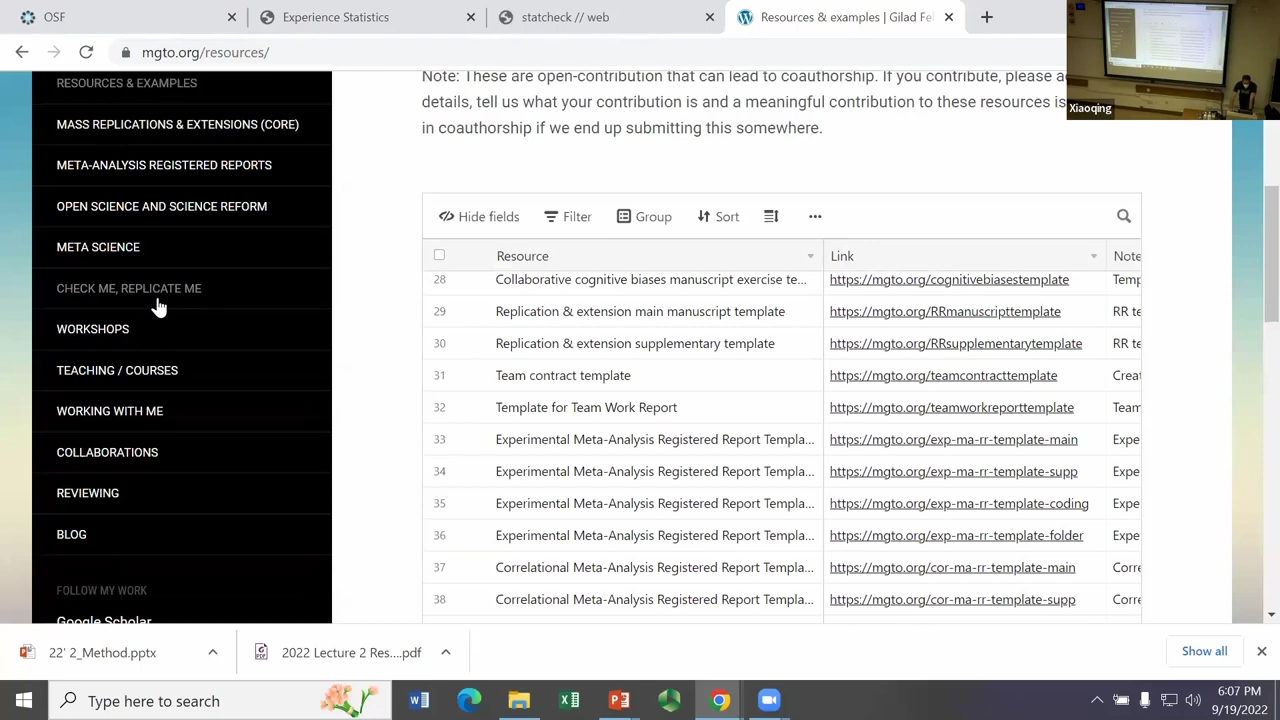 OSF
Experience Statistics
statcheck // web
ources & examples | Gilad Fe
mgto.org/resources/
Xiaoqing
RESOURCES & EXAMPLES
MASS REPLICATIONS & EXTENSIONS (CORE)
META-ANALYSIS REGISTERED REPORTS
OPEN SCIENCE AND SCIENCE REFORM
META SCIENCE
CHECK ME, REPLICATE ME
WORKSHOPS
TEACHING / COURSES
WORKING WITH ME
COLLABORATIONS
REVIEWING
BLOG
FOLLOW MY WORK
Google Scholar
these are open-contribution that can lead to coauthorship. If you contribute, please a
details, tell us what your contribution is and a meaningful contribution to these resources is
in coauthorship if we end up submitting this somewhere.
Hide fields Filter Group Sort
Resource Link Note
Collaborative cognitive biases manuscript exercise te... https://mgto.org/cognitivebiasestemplate Temp
29 Replication & extension main manuscript template https://mgto.org/RRmanuscripttemplate RR te
30 Replication & extension supplementary template https://mgto.org/RRsupplementarytemplate RR te
31 Team contract template https://mgto.org/teamcontracttemplate Creat
32 Template for Team Work Report https://mgto.org/teamworkreporttemplate Team
33 Experimental Meta-Analysis Registered Report Templa... https://mgto.org/exp-ma-rr-template-main Expe
34 Experimental Meta-Analysis Registered Report Templa... https://mgto.org/exp-ma-rr-template-supp Expe
35 Experimental Meta-Analysis Registered Report Templa... https://mgto.org/exp-ma-rr-template-coding Expe
36 Experimental Meta-Analysis Registered Report Templa... https://mgto.org/exp-ma-rr-template-folder Expe
37 Correlational Meta-Analysis Registered Report Templa... https://mgto.org/cor-ma-rr-template-main Corre
38 Correlational Meta-Analysis Registered Report Templa... https://mgto.org/cor-ma-rr-template-supp Corre
22' 2_Method.pptx
2022 Lecture 2 Res....pdf
Show all
Type here to search
6:07 PM
9/19/2022